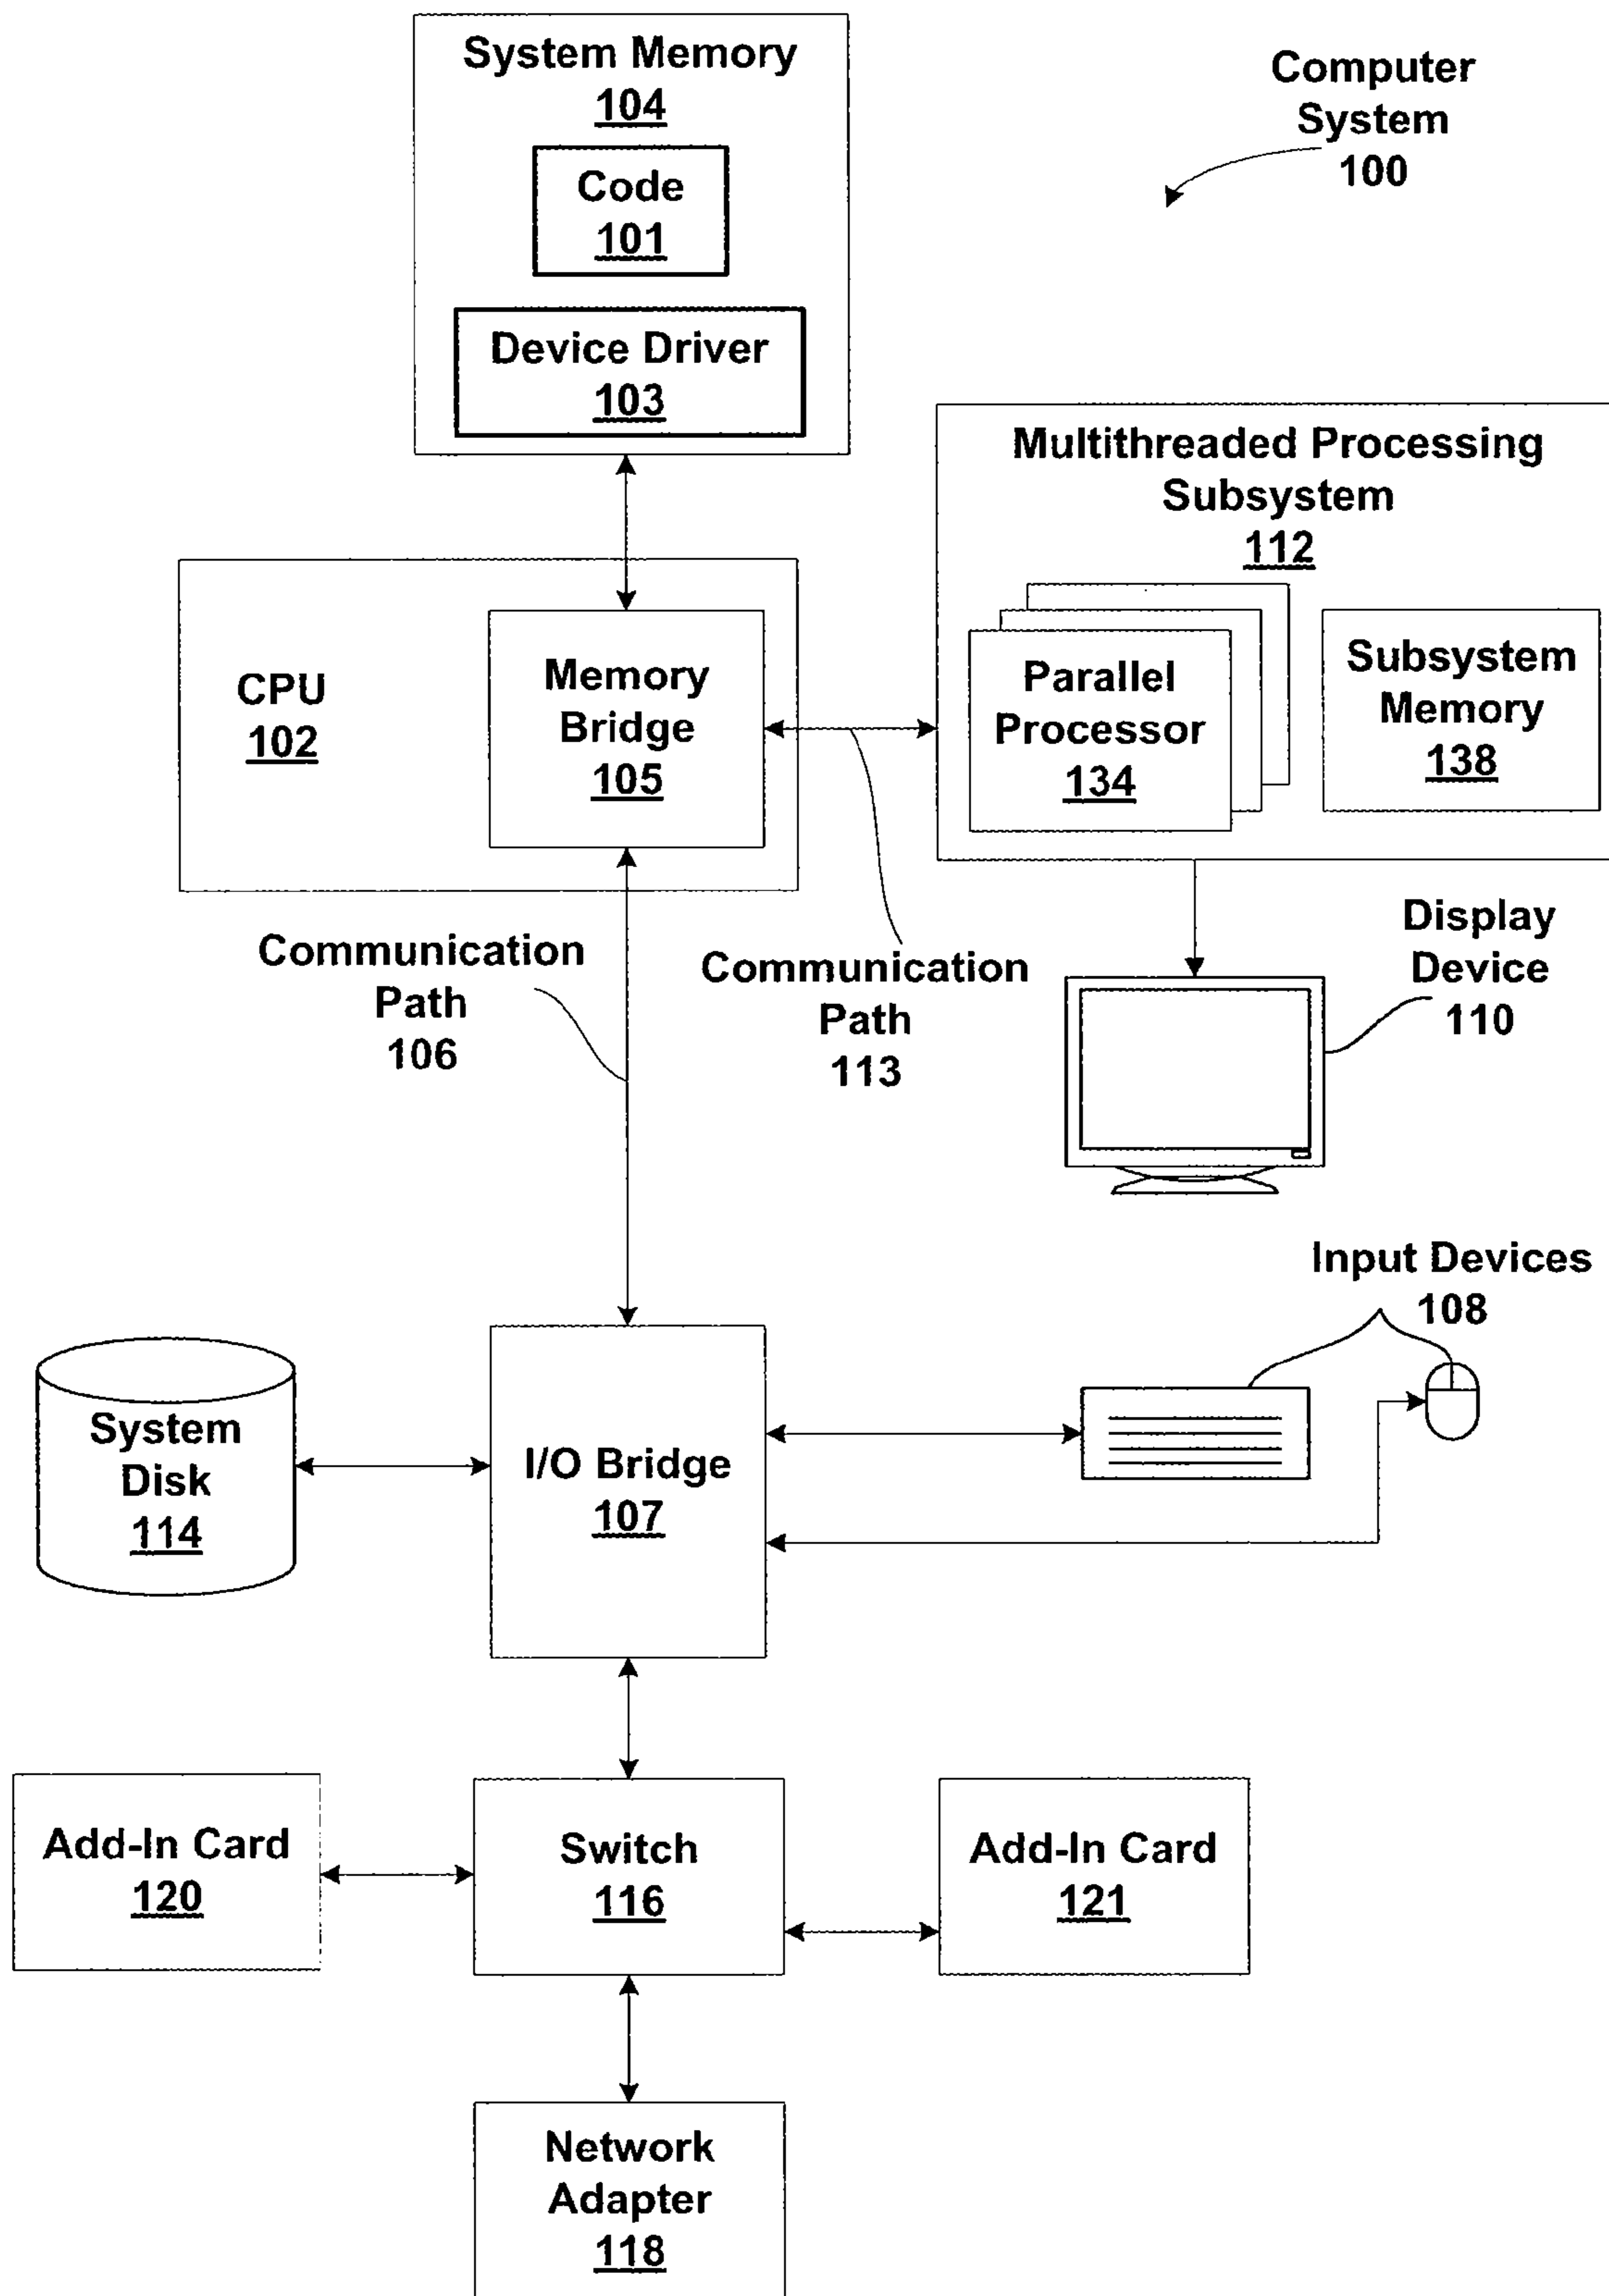 System Memory
104
Code
101
Device Driver
103
Computer
System
100
Multithreaded Processing
Subsystem
112
Parallel
Processor
134
Subsystem
Memory
138
CPU
102
Memory
Bridge
105
Communication
Path
106
Communication
Path
113
Display
Device
110
Input Devices
108
System
Disk
114
I/O Bridge
107
Add-In Card
120
Switch
116
Add-In Card
121
Network
Adapter
118